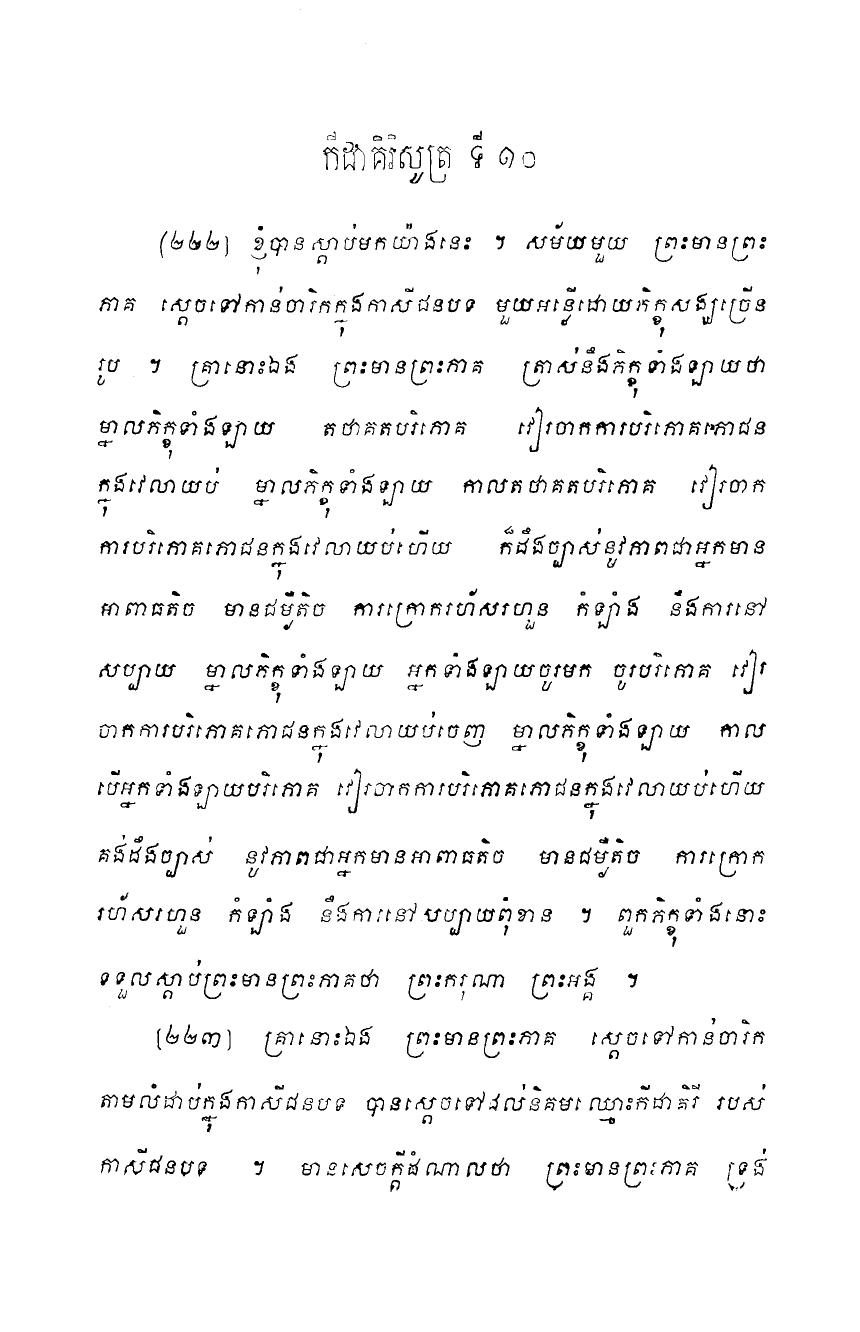 កីដាគិរិសូត្រ ទី ១០
(២២២) ខ្ញុំបានស្តាប់មកយ៉ាងនេះ ។ សម័យមួយ ព្រះមានព្រះ
ភាគ ស្តេចទៅកាន់ចារិកក្នុងកាសីជនបទ មួយអន្លើដោយភិក្ខុសង្ឃច្រើន
រូប ។ គ្រានោះឯង ព្រះមានព្រះភាគ ត្រាស់នឹងភិក្ខុទាំងឡាយថា
ម្នាលភិក្ខុទាំងឡាយ តថាគតបរិភោគ វៀរចាកការបរិភោគភោជន
ក្នុងវេលាយប់ ម្នាលភិក្ខុទាំងឡាយ កាលតថាគតបរិភោគ វៀរចាក
ការបរិភោគភោជនក្នុងវេលាយប់ហើយ ក៏ដឹងច្បាស់នូវភាពជាអ្នកមាន
អាពាធតិច មានជម្ងឺតិច ការក្រោករហ័សរហួន កំឡាំង នឹងការនៅ
សប្បាយ ម្នាលភិក្ខុទាំងឡាយ អ្នកទាំងឡាយចូរមក ចូរបរិភោគ វៀរ
ចាកការបរិភោគភោជនក្នុងវេលាយប់ចេញ ម្នាលភិក្ខុទាំងឡាយ កាល
បើអ្នកទាំងឡាយបរិភោគ វៀរចាកការបរិភោគភោជនក្នុងវេលាយប់ហើយ
គង់ដឹងច្បាស់ នូវភាពជាអ្នកមានអាពាធតិច មានជម្ងឺតិច ការក្រោក
រហ័សរហួន កំឡាំង នឹងការនៅសប្បាយពុំខាន ។ ពួកភិក្ខុទាំងនោះ
ទទួលស្តាប់ព្រះមានព្រះភាគថា ព្រះករុណា ព្រះអង្គ ។
(២២៣) គ្រានោះឯង ព្រះមានព្រះភាគ ស្តេចទៅកាន់ចារិក
តាមលំដាប់ក្នុងកាសីជនបទ បានស្តេចទៅដល់និគមឈ្មោះកីដាគិរី របស់
កាសីជនបទ ។ មានសេចក្តីដំណាលថា ព្រះមានព្រះភាគ ទ្រង់